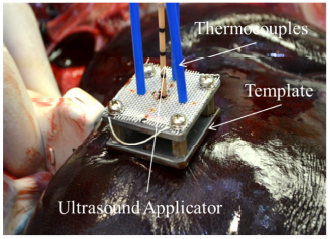 Thermocouples
Template
Ultrasound Applicator